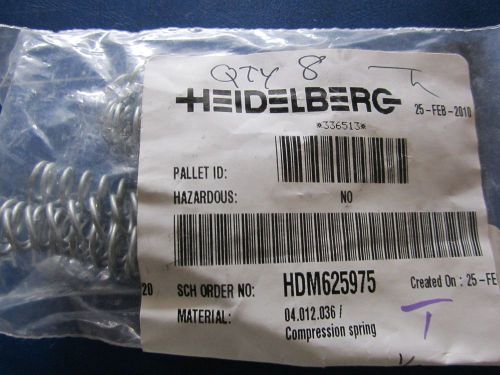 QTY 8
HEIDELBERG
25-FEB-2010
*336513*
PALLET ID:
HAZARDOUS: NO
20 SCH ORDER NO: HDM625975 Created On : 25-FE
MATERIAL: 04.012.036 /
Compression spring
T